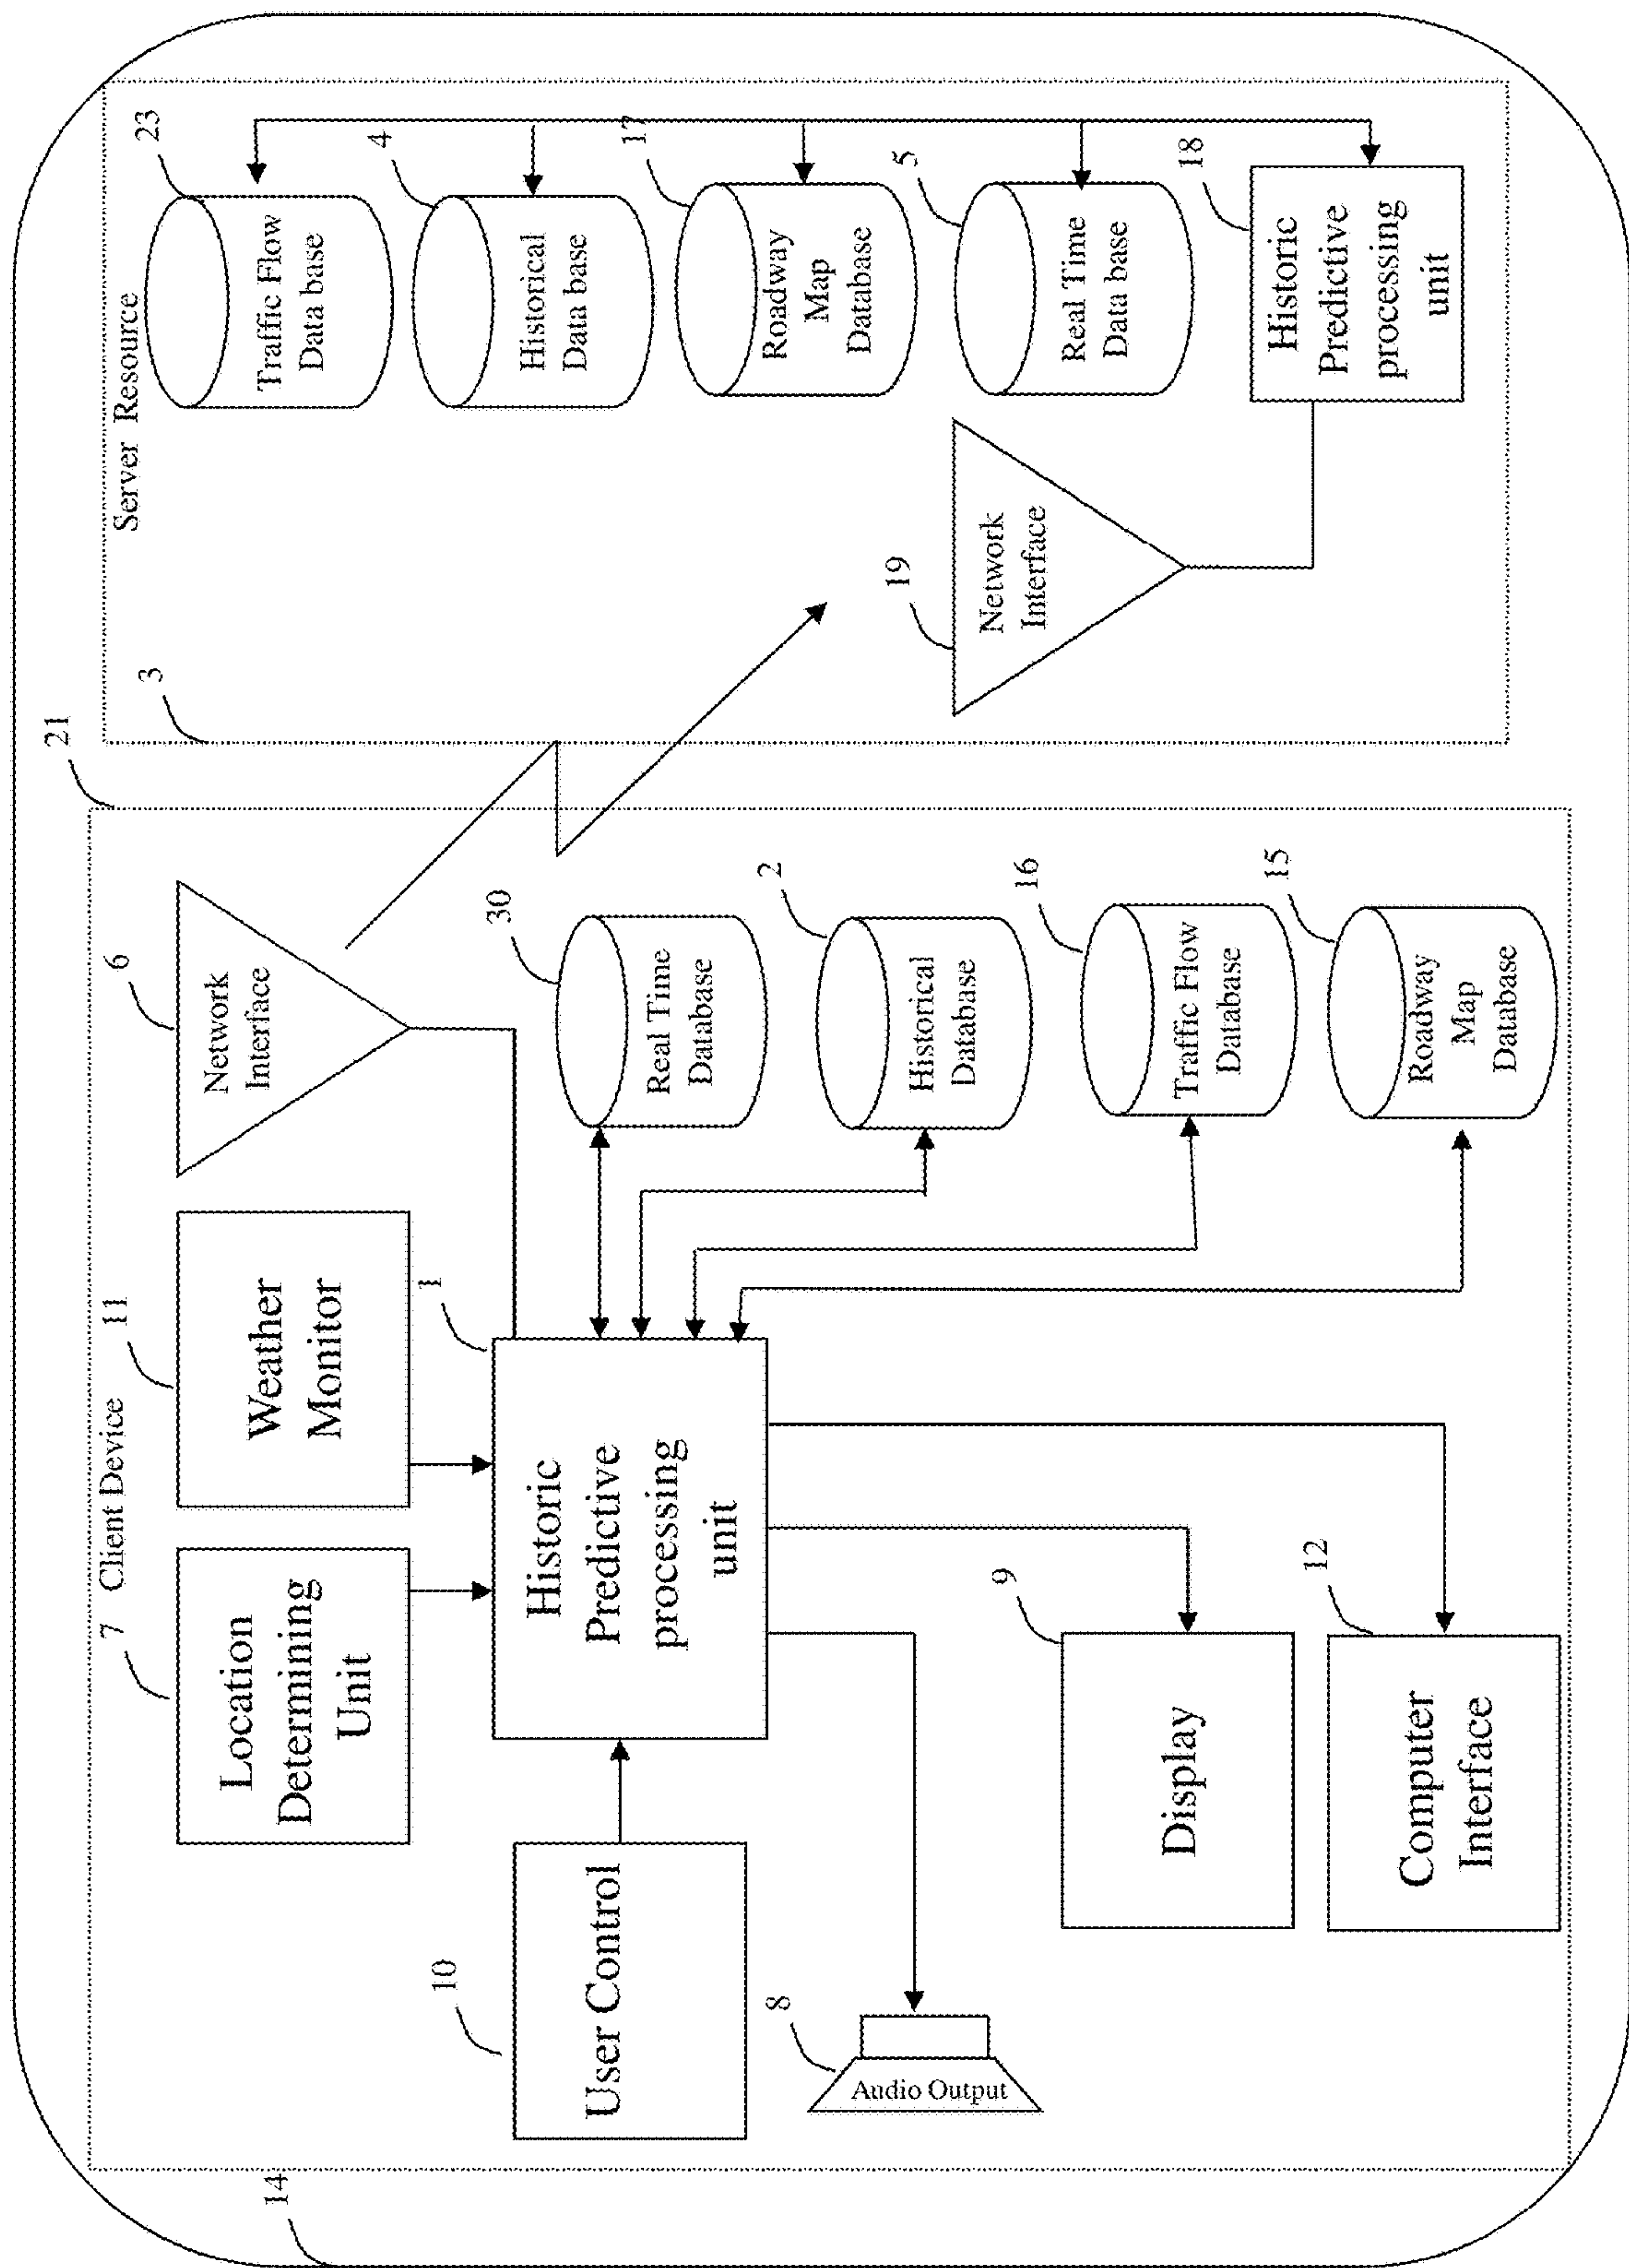 14
21
3
7
Client Device
11
6
Server Resource
23
Location
Determining
Unit
Weather
Monitor
Network
Interface
Traffic Flow
Data base
4
Historical
Data base
10
User Control
1
Historic
Predictive
processing
unit
30
Real Time
Database
17
Roadway
Map
Database
8
Audio Output
2
Historical
Database
19
Network
Interface
5
Real Time
Data base
9
Display
16
Traffic Flow
Database
18
Historic
Predictive
processing
unit
12
Computer
Interface
15
Roadway
Map
Database